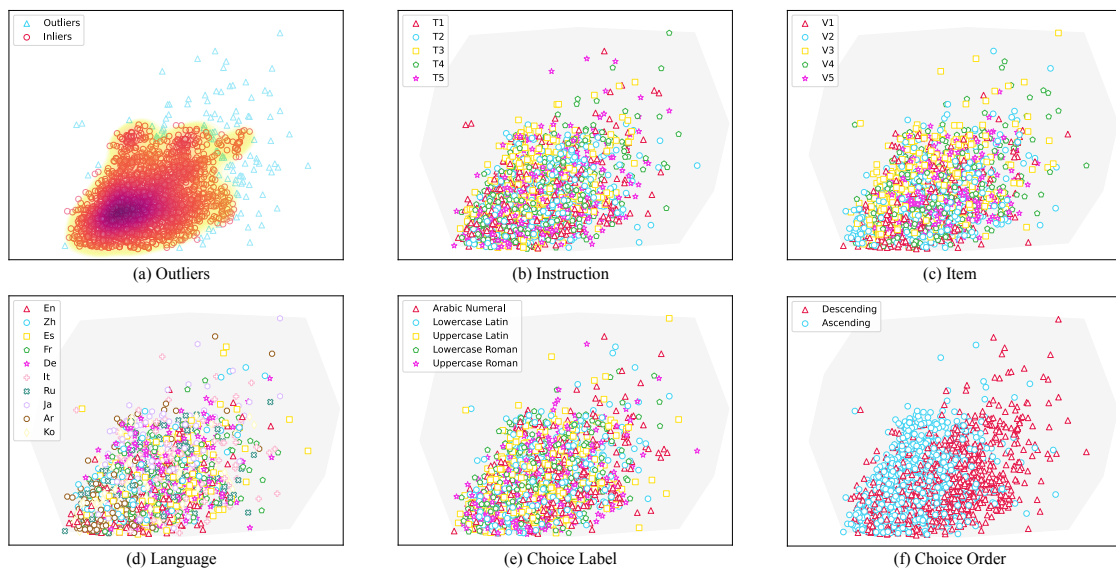 Outliers
Inliers
(a) Outliers
T1
T2
T3
T4
T5
(b) Instruction
V1
V2
V3
V4
V5
(c) Item
En
Zh
Es
Fr
De
It
Ru
Ja
Ar
Ko
(d) Language
Arabic Numeral
Lowercase Latin
Uppercase Latin
Lowercase Roman
Uppercase Roman
(e) Choice Label
Descending
Ascending
(f) Choice Order